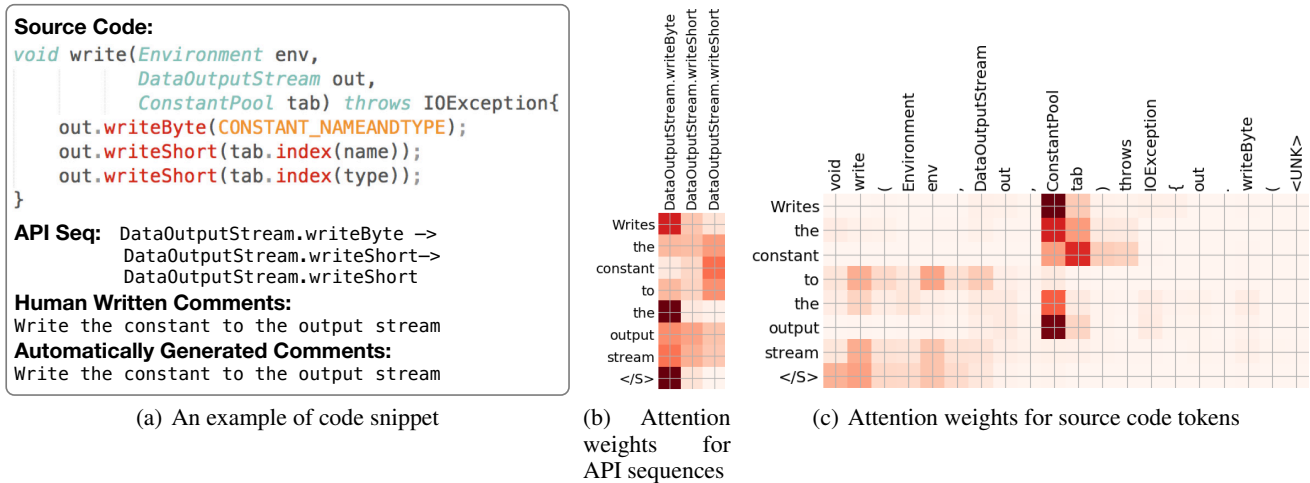 Source Code:
void write(Environment env,
DataOutputStream out,
ConstantPool tab) throws IOException{
out.writeByte(CONSTANT_NAMEANDTYPE);
out.writeShort(tab.index(name));
out.writeShort(tab.index(type));
}
API Seq: DataOutputStream.writeByte —>
DataOutputStream.writeShort—>
DataOutputStream.writeShort
Human Written Comments:
Write the constant to the output stream
Automatically Generated Comments:
Write the constant to the output stream
(a) An example of code snippet
DataOutputStream.writeByte
DataOutputStream.writeShort
DataOutputStream.writeShort
Writes
the
constant
to
the
output
stream
</S>
(b) Attention
weights for
API sequences
void
write
(
Environment
env
,
DataOutputStream
out
,
ConstantPool
tab
)
throws
IOException
{
out
.
writeByte
(
<UNK>
Writes
the
constant
to
the
output
stream
</S>
(c) Attention weights for source code tokens